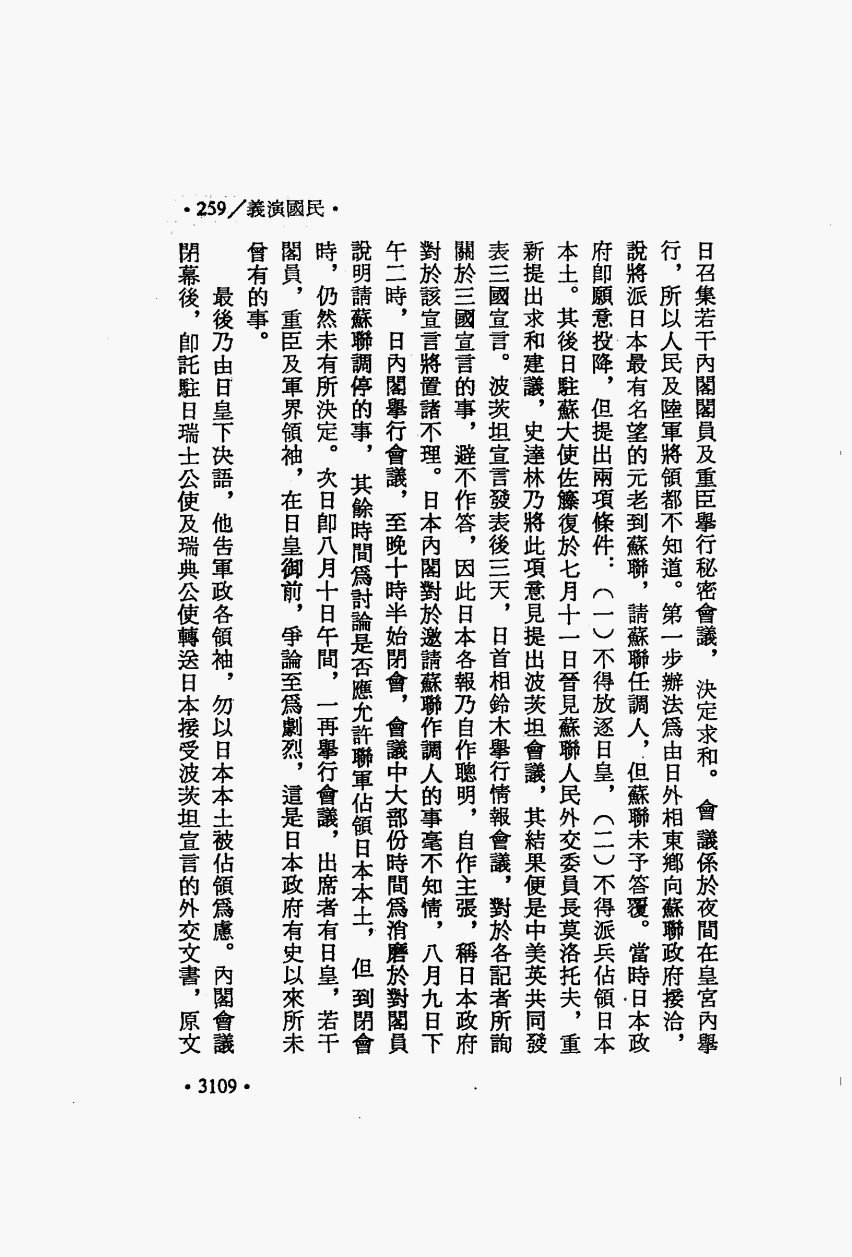 ·259/義演國民·
日召集若干內閣閣員及重臣舉行秘密會議，決定求和。會議係於夜間在皇宮內舉
行，所以人民及陸軍將領都不知道。第一步辦法爲由日外相東鄉向蘇聯政府接洽，
說將派日本最有名望的元老到蘇聯，請蘇聯任調人，但蘇聯未予答覆。當時日本政
府卽願意投降，但提出兩項條件：（一）不得放逐日皇，（二）不得派兵佔領日本
本土。其後日駐蘇大使佐籐復於七月十一日晉見蘇聯人民外交委員長莫洛托夫，重
新提出求和建議，史達林乃將此項意見提出波茨坦會議，其結果便是中美英共同發
表三國宣言。波茨坦宣言發表後三天，日首相鈴木舉行情報會議，對於各記者所詢
關於三國宣言的事，避不作答，因此日本各報乃自作聰明，自作主張，稱日本政府
對於該宣言將置諸不理。日本內閣對於邀請蘇聯作調人的事毫不知情，八月九日下
午二時，日內閣舉行會議，至晚十時半始閉會，會議中大部份時間爲消磨於對閣員
說明請蘇聯調停的事，其餘時間爲討論是否應允許聯軍佔領日本本土，但到閉會
時，仍然未有所決定。次日卽八月十日午間，一再舉行會議，出席者有日皇，若干
閣員，重臣及軍界領袖，在日皇御前，爭論至爲劇烈，這是日本政府有史以來所未
曾有的事。
最後乃由日皇下決語，他告軍政各領袖，勿以日本本土被佔領爲慮。內閣會議
閉幕後，卽託駐日瑞士公使及瑞典公使轉送日本接受波茨坦宣言的外交文書，原文
·3109·